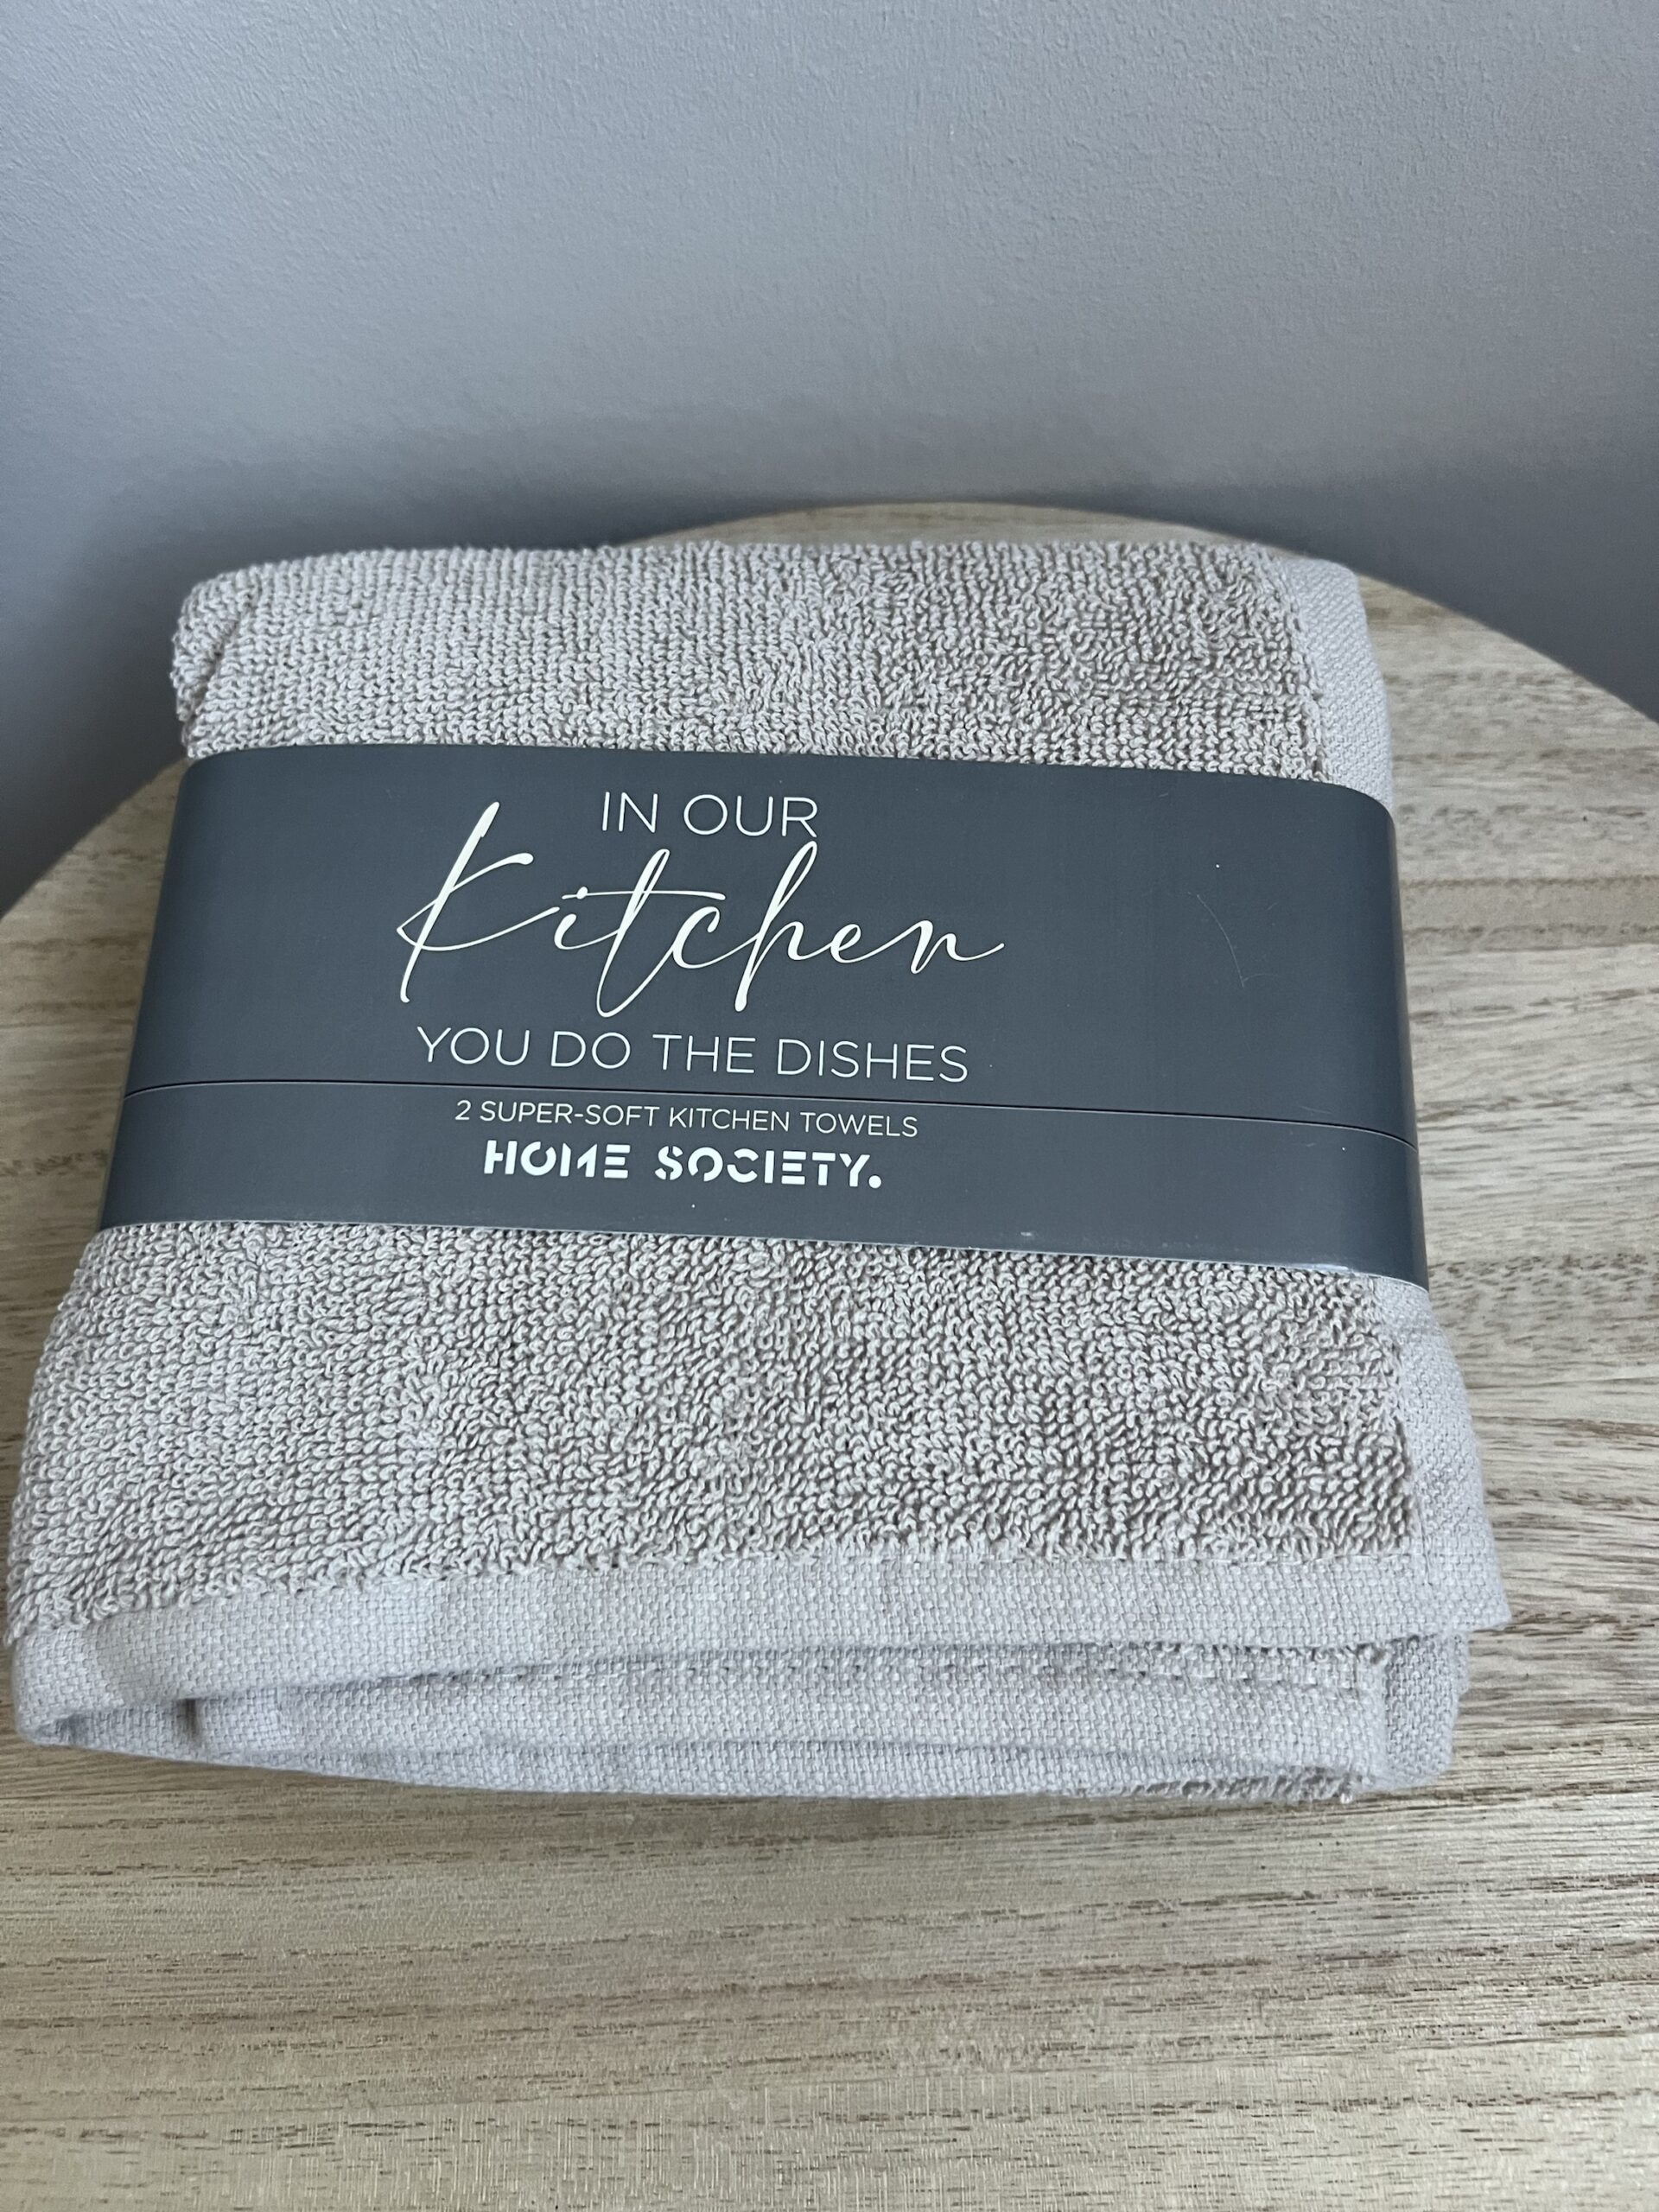 IN OUR
Kitchen
YOU DO THE DISHES
2 SUPER-SOFT KITCHEN TOWELS
HOME SOCIETY.